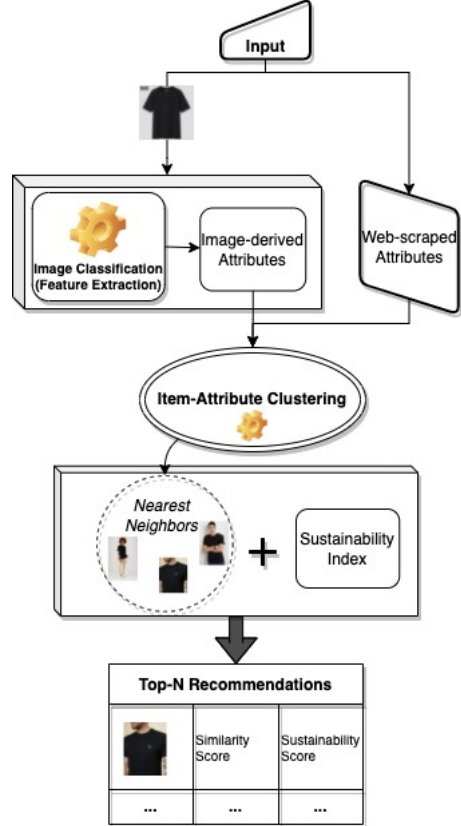 Input
Image Classification
(Feature Extraction)
Image-derived
Attributes
Web-scraped
Attributes
Item-Attribute Clustering
Nearest
Neighbors
+
Sustainability
Index
Top-N Recommendations
Similarity
Score
Sustainability
Score
...
...
...